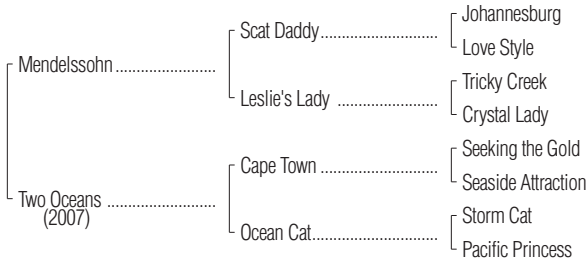 Mendelssohn
Scat Daddy
Johannesburg
Love Style
Leslie's Lady
Tricky Creek
Crystal Lady
Two Oceans
(2007)
Cape Town
Seeking the Gold
Seaside Attraction
Ocean Cat
Storm Cat
Pacific Princess